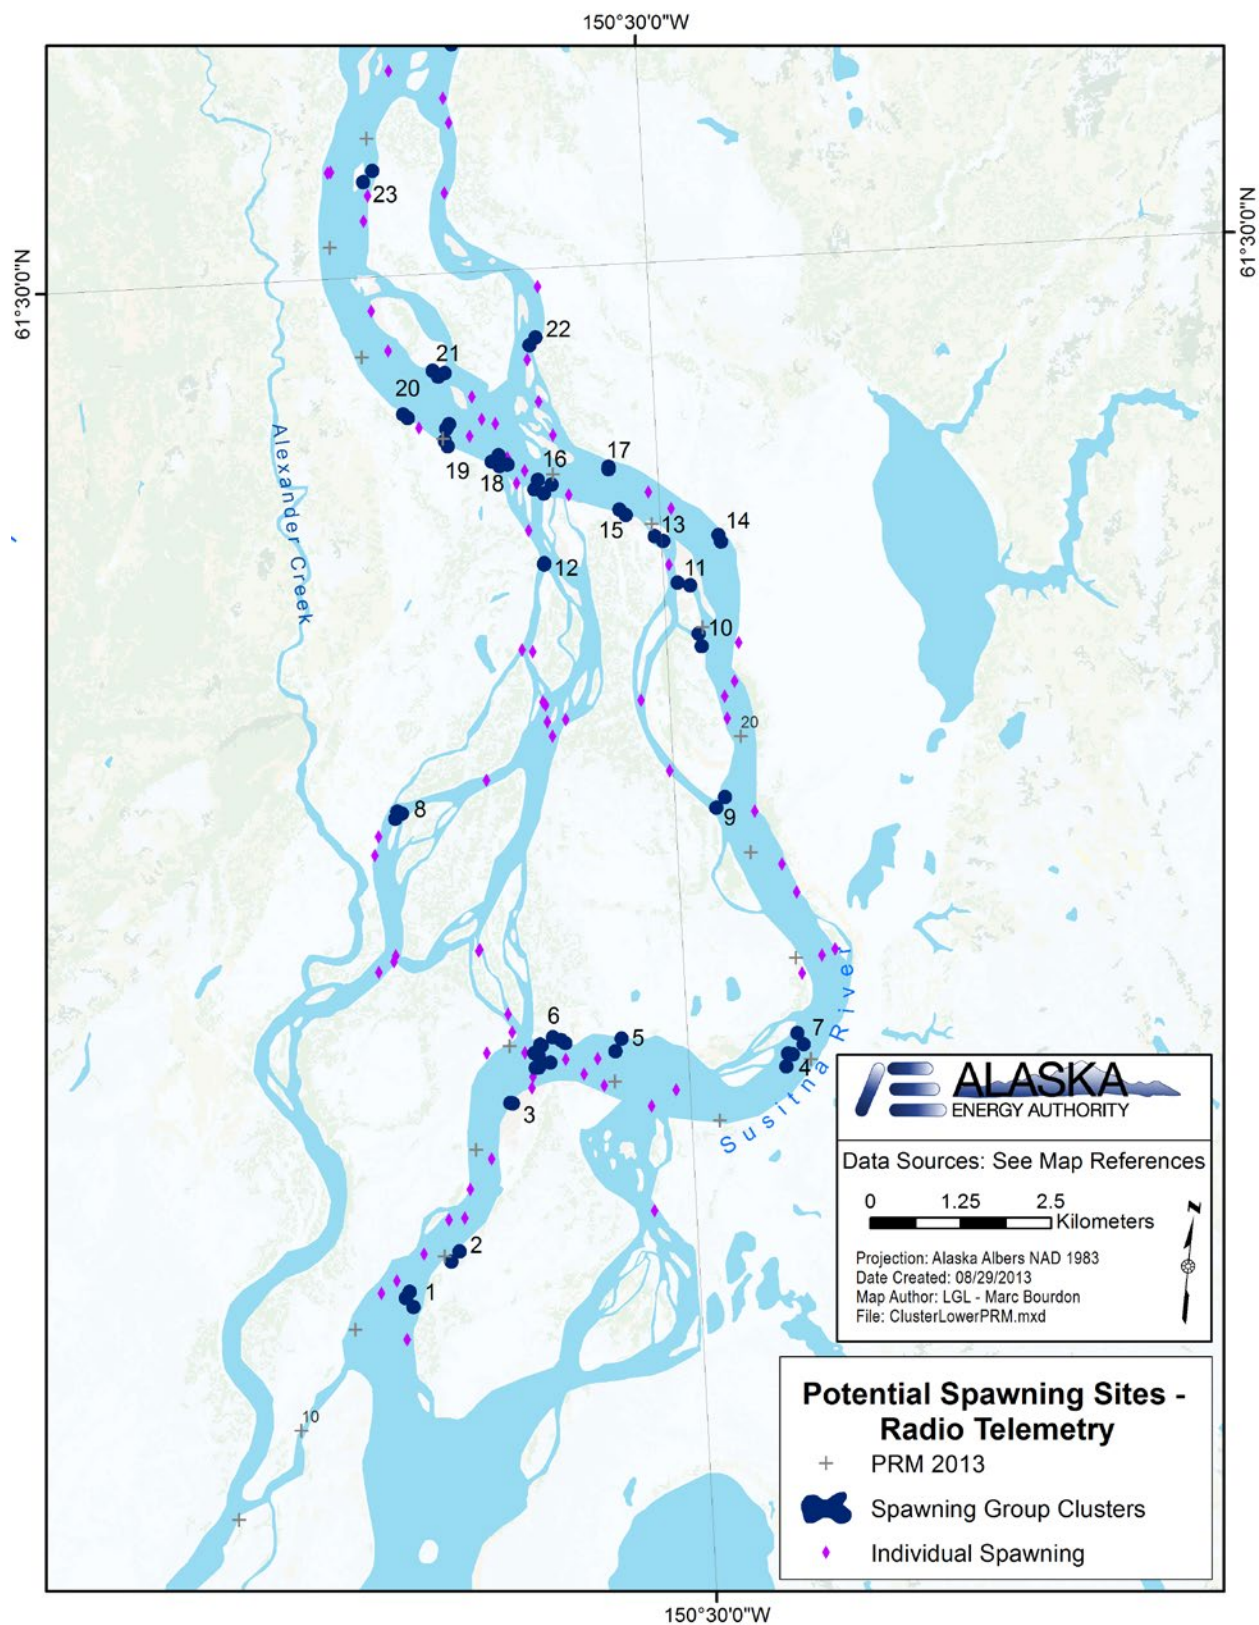 150°30'0"W
61°30'0"N
61°30'0"N
23
22
21
20
17
16
19
18
14
13
15
11
12
10
20
8
9
Alexander Creek
6
5
7
4
Susitna River
3
2
1
10
ALASKA
ENERGY AUTHORITY
Data Sources: See Map References
0 1.25 2.5
Kilometers
N
Projection: Alaska Albers NAD 1983
Date Created: 08/29/2013
Map Author: LGL - Marc Bourdon
File: ClusterLowerPRM.mxd
Potential Spawning Sites -
Radio Telemetry
PRM 2013
Spawning Group Clusters
Individual Spawning
150°30'0"W